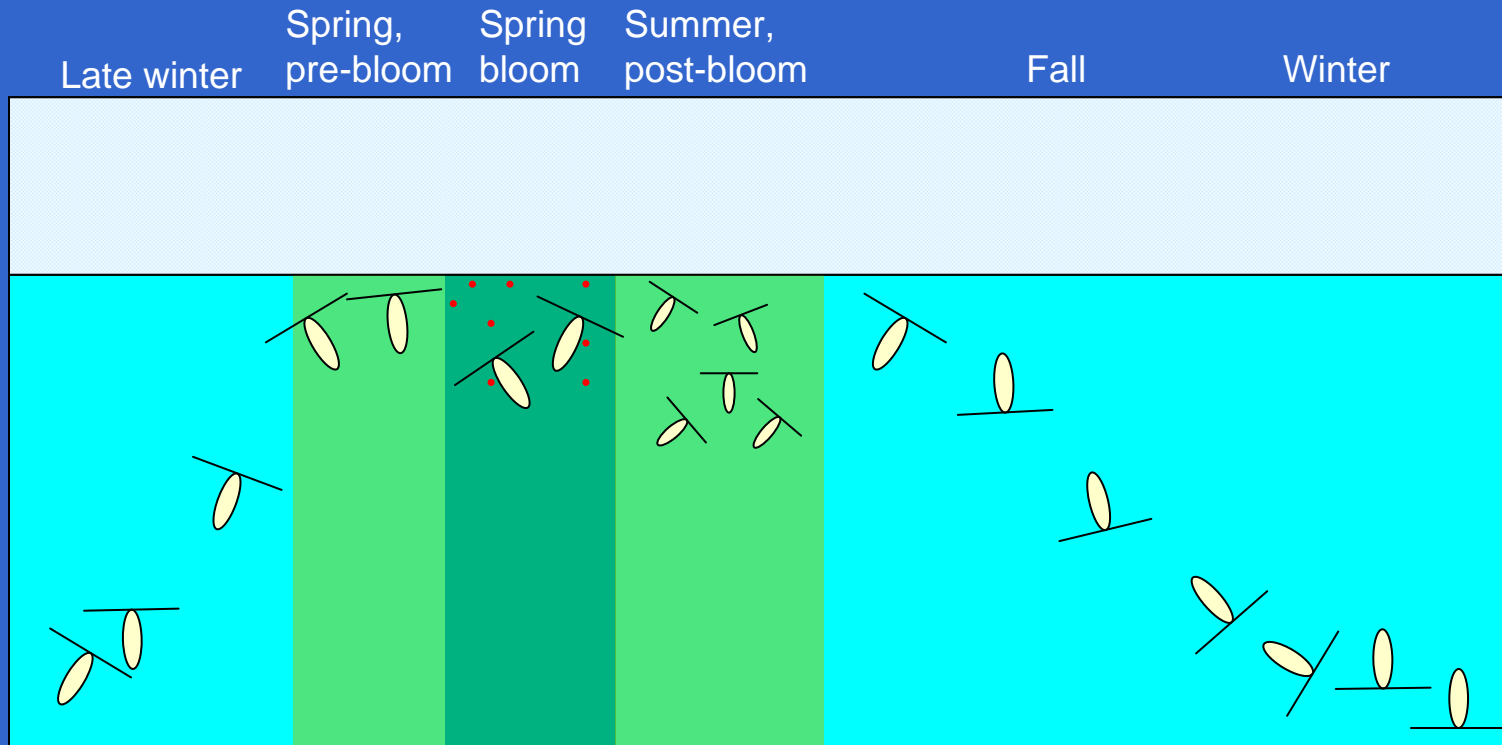 Late winter
Spring,
pre-bloom
Spring
bloom
Summer,
post-bloom
Fall
Winter